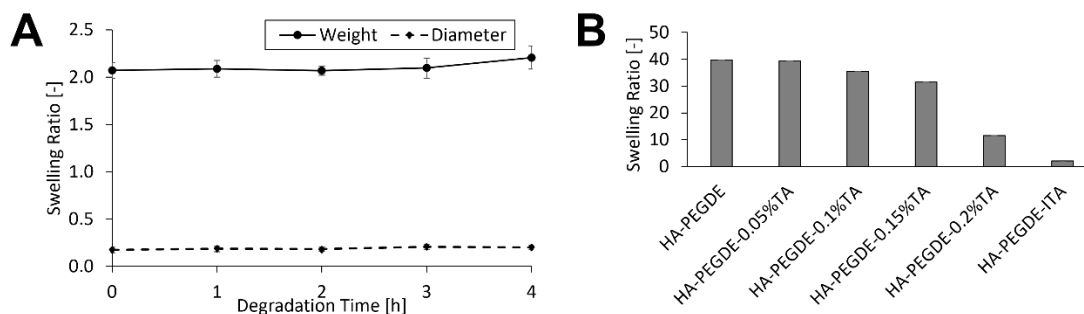 A
Weight
Diameter
2.5
2.0
1.5
1.0
0.5
0.0
Swelling Ratio [-]
0 1 2 3 4
Degradation Time [h]
B
50
40
30
20
10
0
Swelling Ratio [-]
HA-PEGDE
HA-PEGDE-0.05%TA
HA-PEGDE-0.1%TA
HA-PEGDE-0.15%TA
HA-PEGDE-0.2%TA
HA-PEGDE-ITA